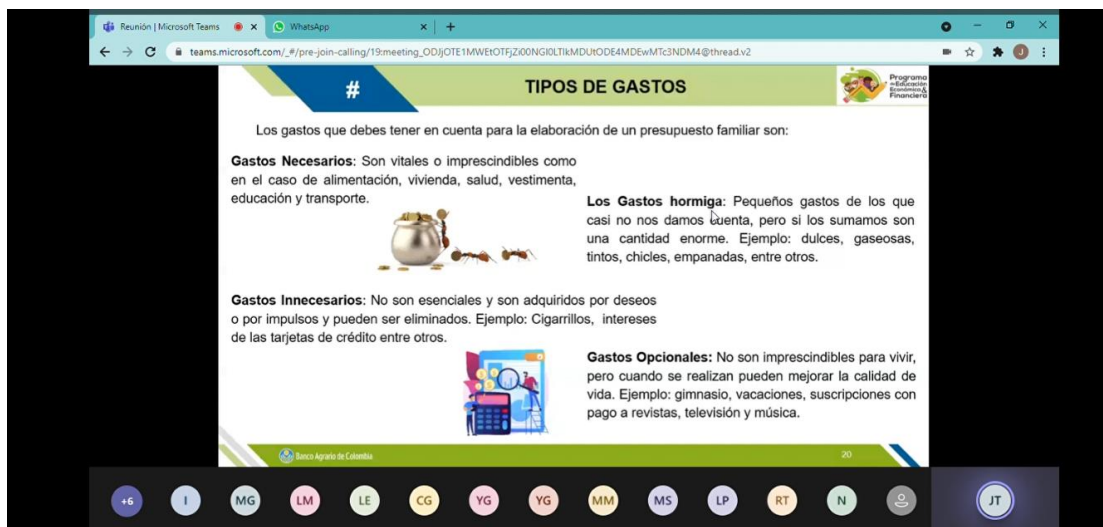 Reunión | Microsoft Teams
WhatsApp
teams.microsoft.com/_#/pre-join-calling/19:meeting_ODJjOTE1MWEtOTFjZi00NGI0LTlkMDUtODE4MDEwMTc3NDM4@thread.v2
J
#
TIPOS DE GASTOS
Programa
de Educación
Económica &
Financiera
Los gastos que debes tener en cuenta para la elaboración de un presupuesto familiar son:
Gastos Necesarios: Son vitales o imprescindibles como
en el caso de alimentación, vivienda, salud, vestimenta,
educación y transporte.
Los Gastos hormiga: Pequeños gastos de los que
casi no nos damos cuenta, pero si los sumamos son
una cantidad enorme. Ejemplo: dulces, gaseosas,
tintos, chicles, empanadas, entre otros.
Gastos Innecesarios: No son esenciales y son adquiridos por deseos
o por impulsos y pueden ser eliminados. Ejemplo: Cigarrillos, intereses
de las tarjetas de crédito entre otros.
Gastos Opcionales: No son imprescindibles para vivir,
pero cuando se realizan pueden mejorar la calidad de
vida. Ejemplo: gimnasio, vacaciones, suscripciones con
pago a revistas, televisión y música.
Banco Agrario de Colombia
20
+6 I MG LM LE CG YG YG MM MS LP RT N JT